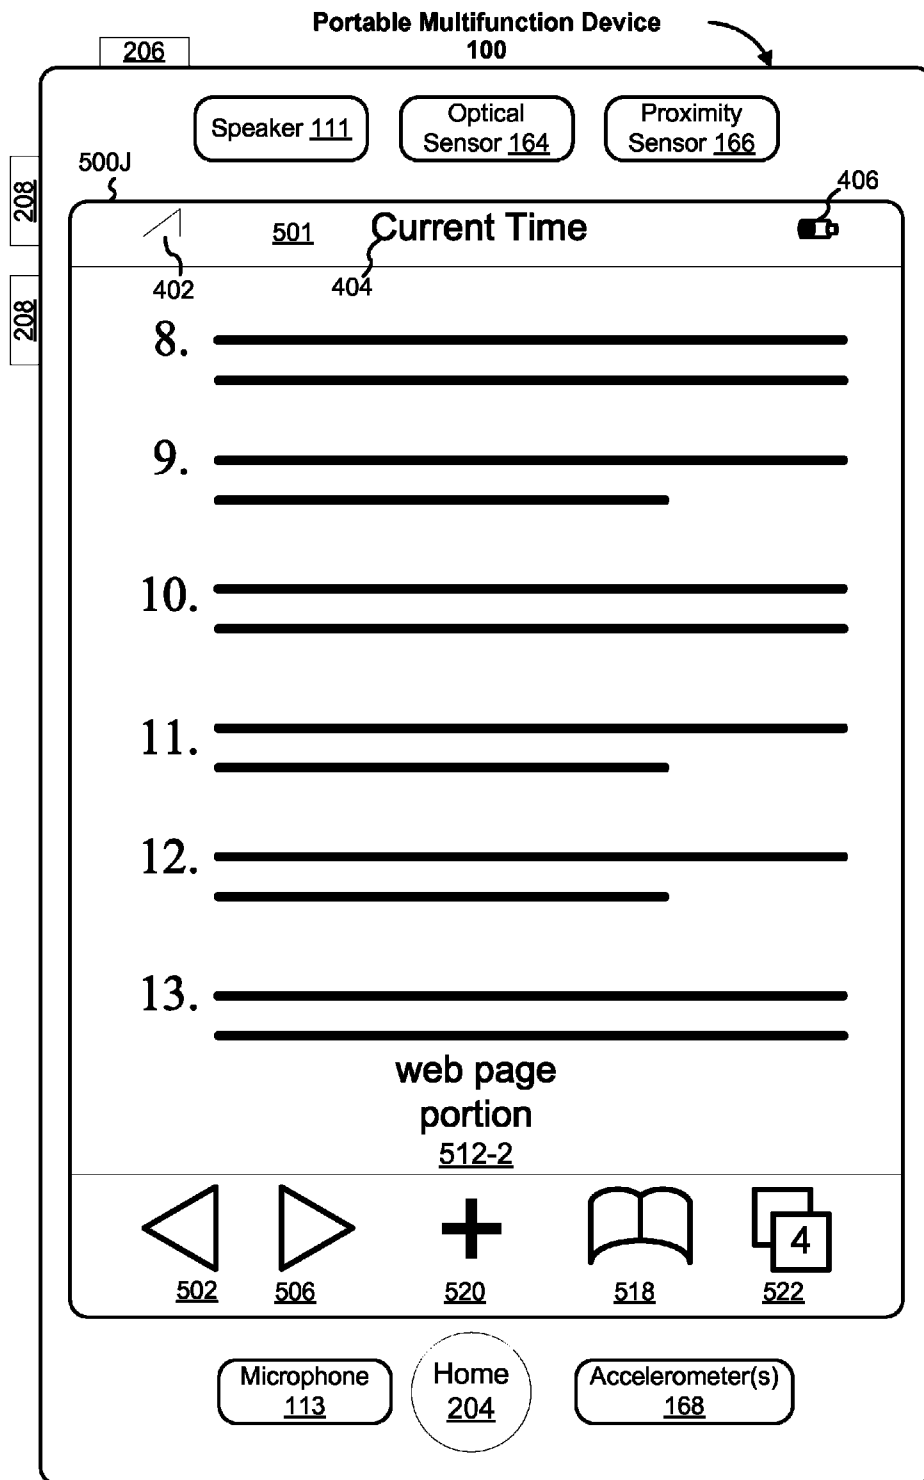 Portable Multifunction Device
100
206
Speaker 111
Optical
Sensor 164
Proximity
Sensor 166
500J
406
208
501
Current Time
402
404
208
8.
9.
10.
11.
12.
13.
web page
portion
512-2
4
502
506
520
518
522
Microphone
113
Home
204
Accelerometer(s)
168